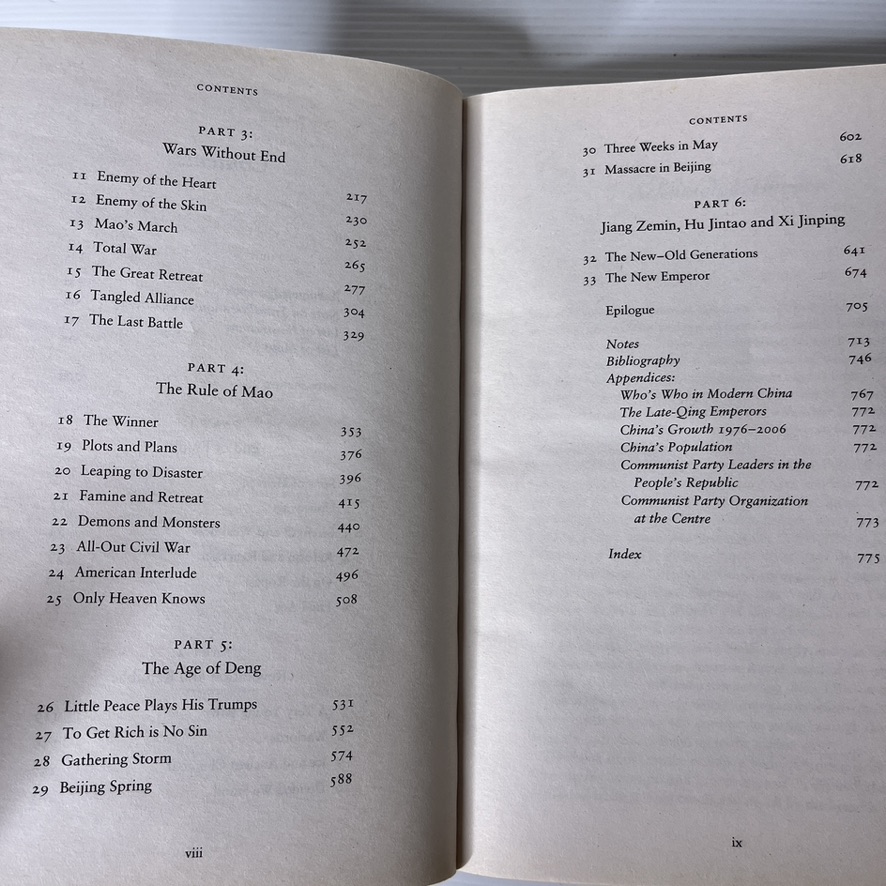 CONTENTS
PART 3:
Wars Without End
11 Enemy of the Heart 217
12 Enemy of the Skin 230
13 Mao's March 252
14 Total War 265
15 The Great Retreat 277
16 Tangled Alliance 304
17 The Last Battle 329
PART 4:
The Rule of Mao
18 The Winner 353
19 Plots and Plans 376
20 Leaping to Disaster 396
21 Famine and Retreat 415
22 Demons and Monsters 440
23 All-Out Civil War 472
24 American Interlude 496
25 Only Heaven Knows 508
PART 5:
The Age of Deng
26 Little Peace Plays His Trumps 531
27 To Get Rich is No Sin 552
28 Gathering Storm 574
29 Beijing Spring 588
viii
CONTENTS
30 Three Weeks in May 602
31 Massacre in Beijing 618
PART 6:
Jiang Zemin, Hu Jintao and Xi Jinping
32 The New–Old Generations 641
33 The New Emperor 674
Epilogue 705
Notes 713
Bibliography 746
Appendices:
Who's Who in Modern China 767
The Late-Qing Emperors 772
China's Growth 1976–2006 772
China's Population 772
Communist Party Leaders in the
People's Republic 772
Communist Party Organization
at the Centre 773
Index 775
ix